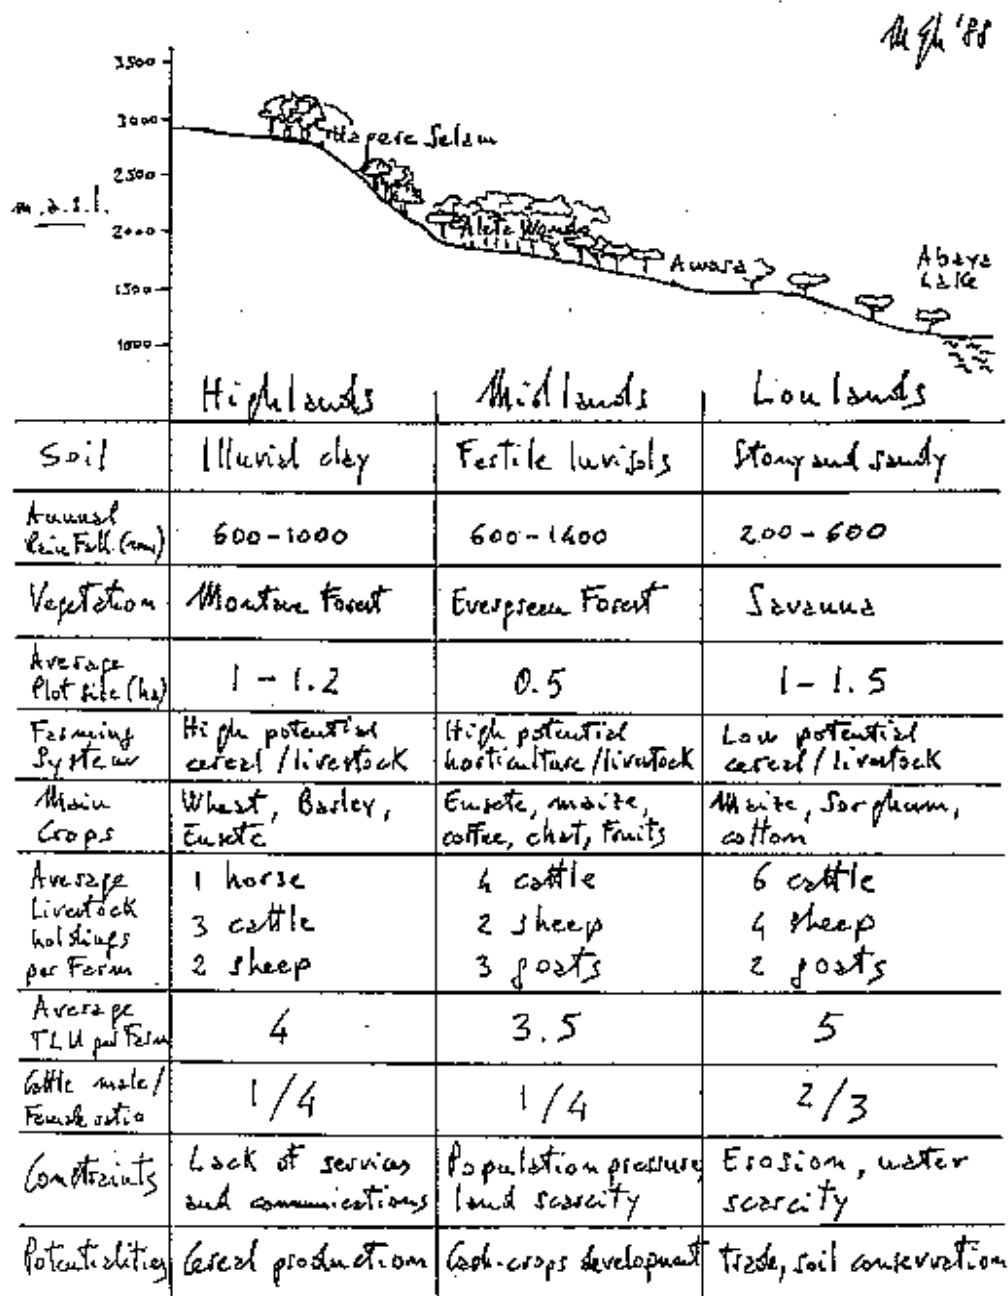 '88
3500
3000
Hagere Selam
2500
m.a.s.l.
2000
Aleta Wondo
Awasa
Abaya
Lake
1500
1000
Highlands Midlands Lowlands
Soil Illuvial clay Fertile luvisols Stony and sandy
Annual
Rain Fall (mm) 600-1000 600-1400 200-600
Vegetation Montane Forest Evergreen Forest Savanna
Average
Plot size (ha) 1-1.2 0.5 1-1.5
Farming High potential High potential Low potential
System cereal/livestock horticulture/livestock cereal/livestock
Main Wheat, Barley, Ensete, maize, Maize, Sorghum,
Crops Ensete coffee, chat, Fruits cotton
Average 1 horse 4 cattle 6 cattle
Livestock
holdings 3 cattle 2 sheep 4 sheep
per Farm 2 sheep 3 goats 2 goats
Average
TLU per Farm 4 3.5 5
Cattle male/
Female ratio 1/4 1/4 2/3
Constraints Lack of services Population pressure, Erosion, water
and communications land scarcity scarcity
Potentialities Cereal production Cash-crops development trade, soil conservation